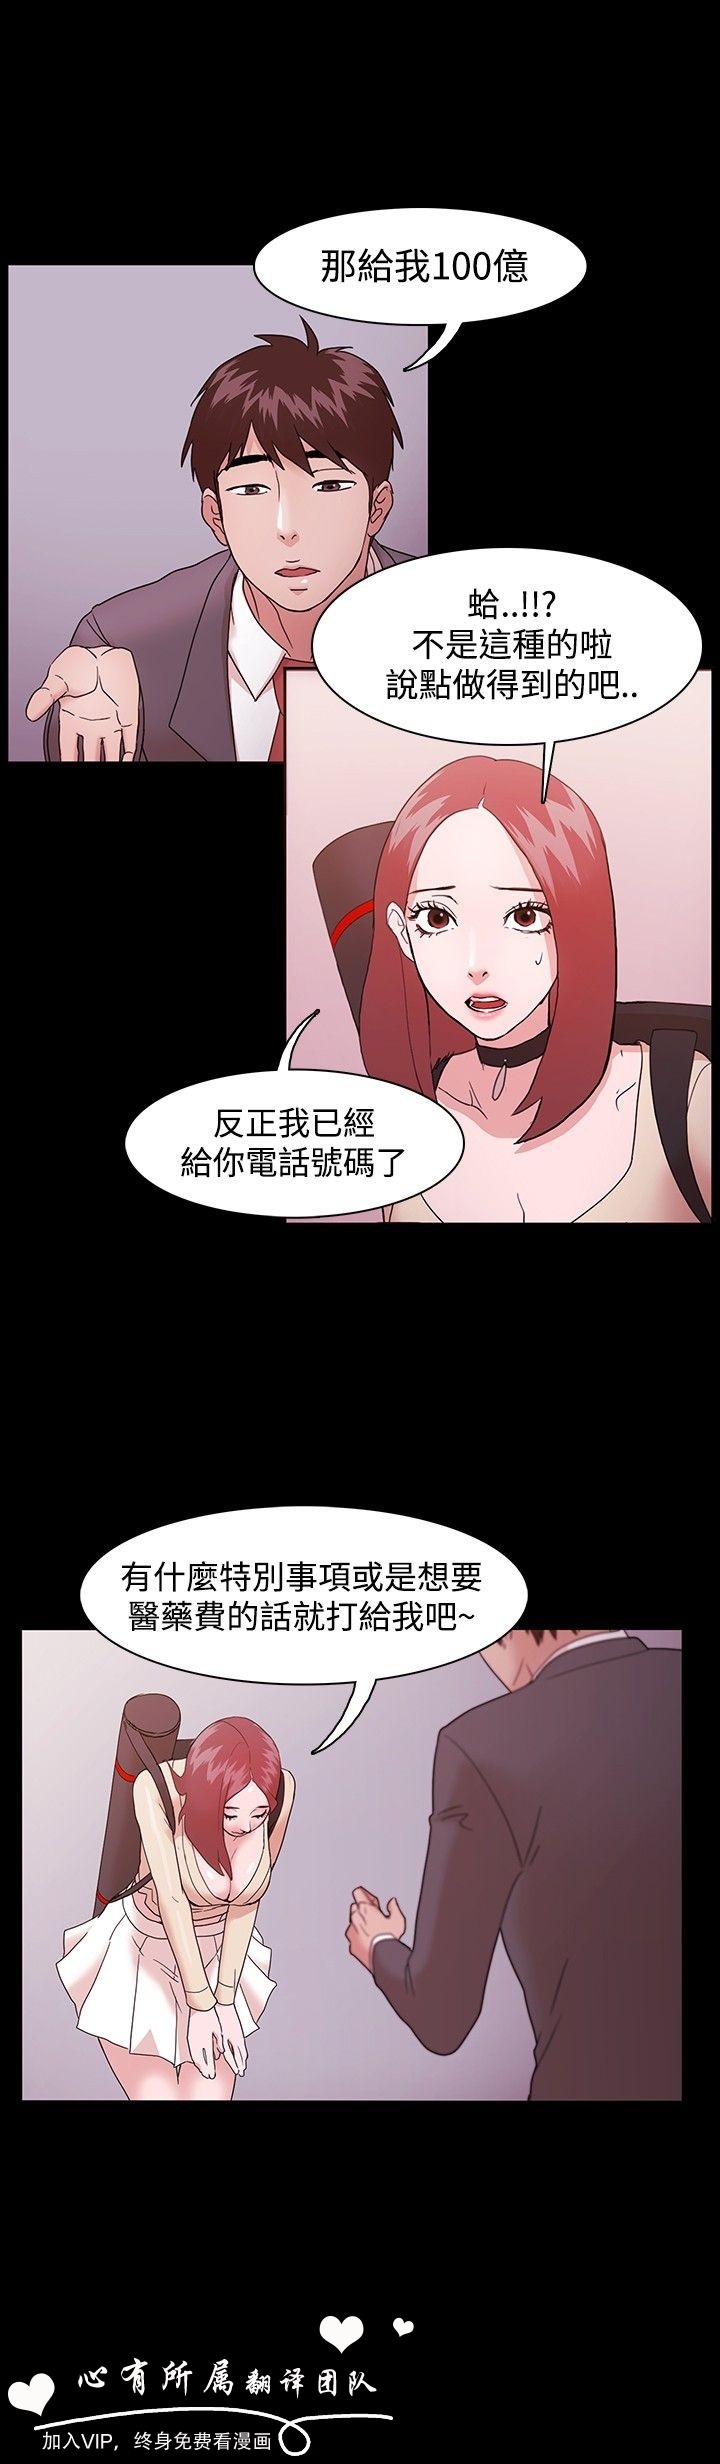 那給我100億
蛤..!!?
不是這種的啦
說點做得到的吧..
反正我已經
給你電話號碼了
有什麼特別事項或是想要
醫藥費的話就打給我吧~
心有所属翻译团队
加入VIP，终身免费看漫画